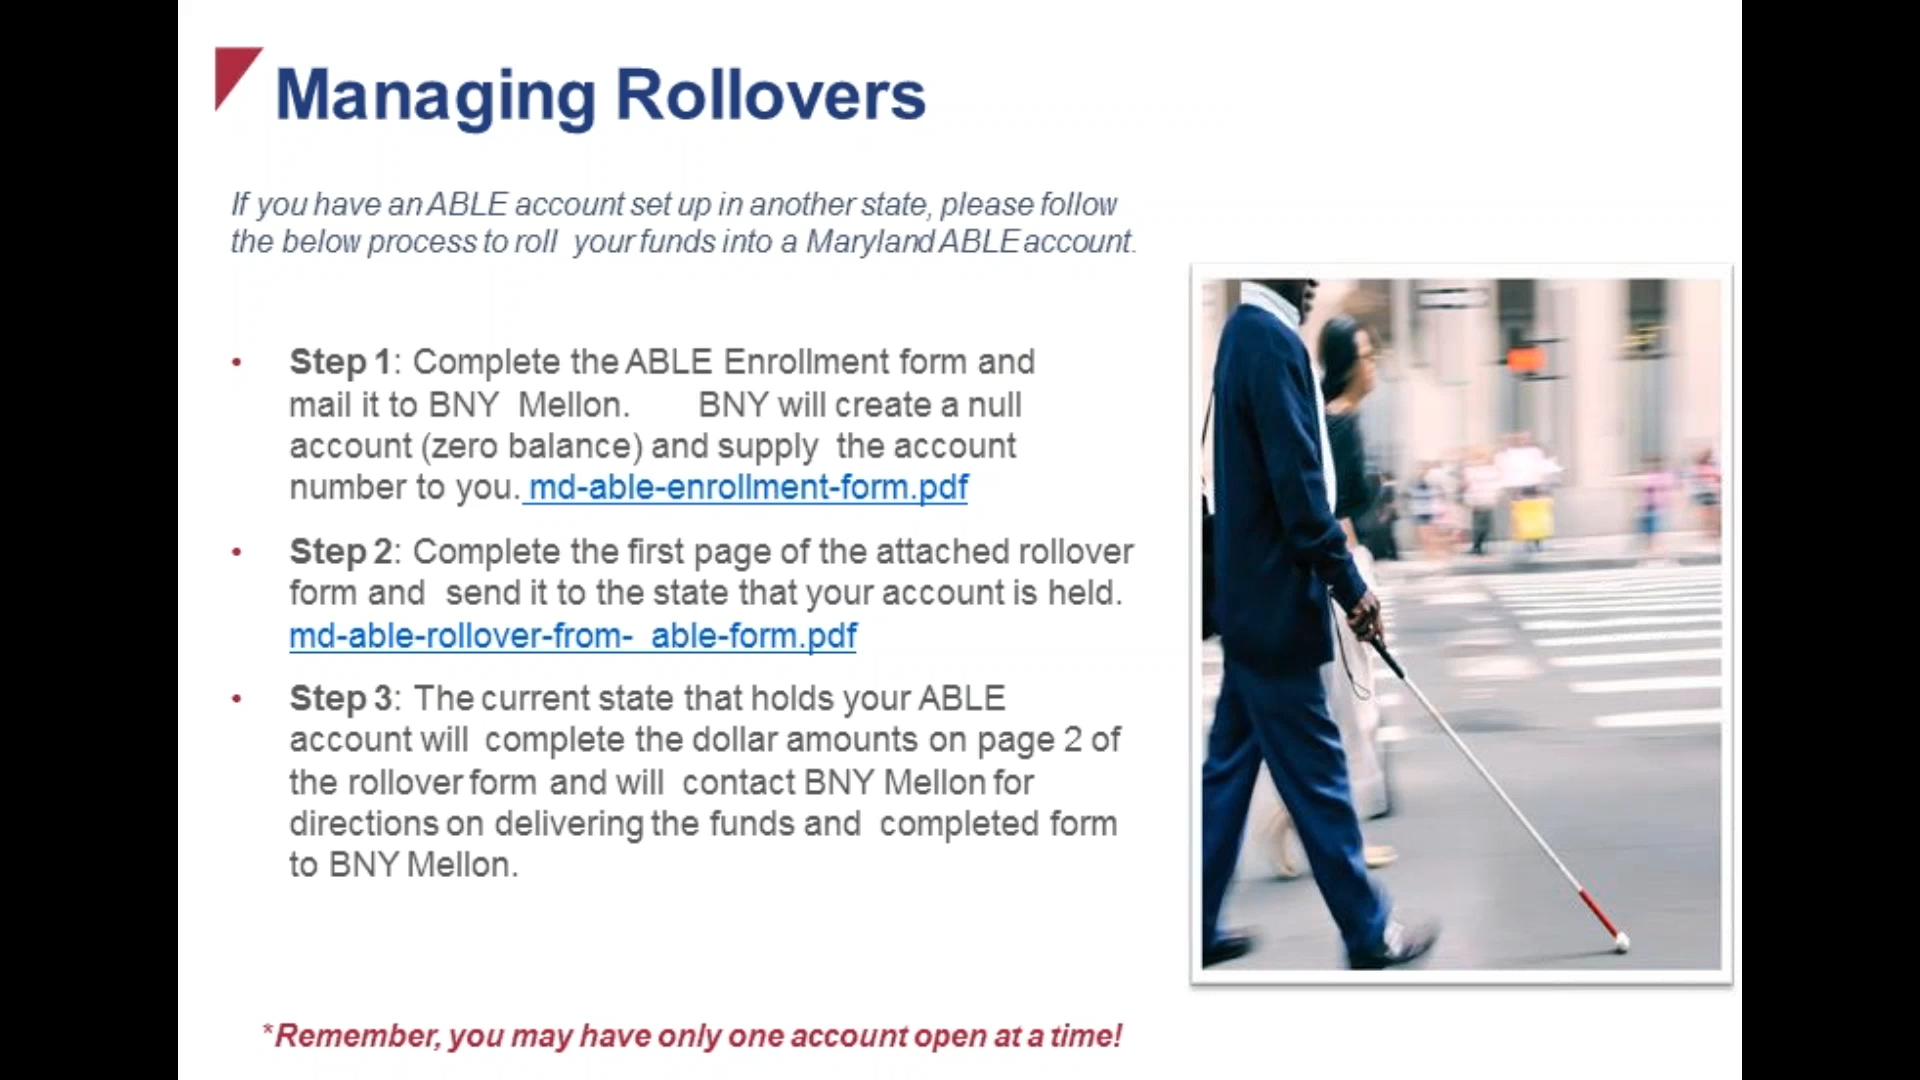 Managing Rollovers
If you have an ABLE account set up in another state, please follow
the below process to roll your funds into a Maryland ABLE account.
• Step 1: Complete the ABLE Enrollment form and
mail it to BNY Mellon. BNY will create a null
account (zero balance) and supply the account
number to you. md-able-enrollment-form.pdf
• Step 2: Complete the first page of the attached rollover
form and send it to the state that your account is held.
md-able-rollover-from- able-form.pdf
• Step 3: The current state that holds your ABLE
account will complete the dollar amounts on page 2 of
the rollover form and will contact BNY Mellon for
directions on delivering the funds and completed form
to BNY Mellon.
*Remember, you may have only one account open at a time!